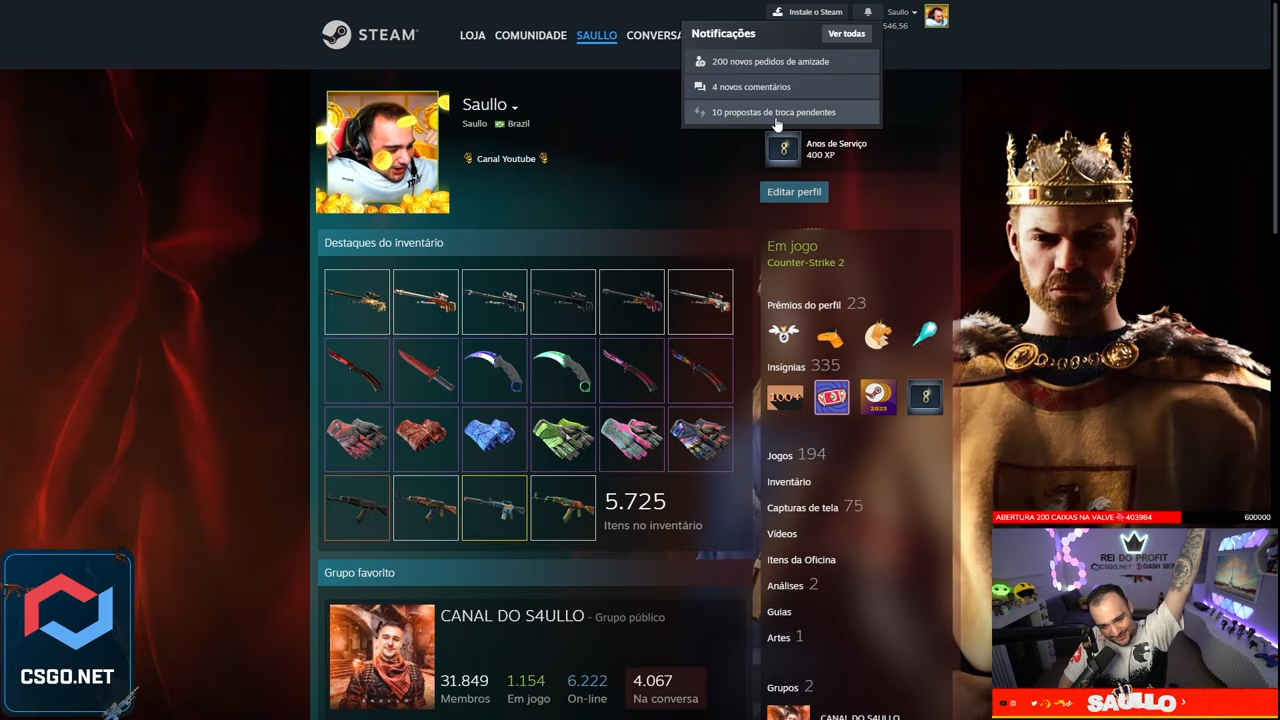 Instale o Steam
Saullo
546,56
STEAM
LOJA COMUNIDADE SAULLO CONVERSA
Notificações
Ver todas
200 novos pedidos de amizade
4 novos comentários
10 propostas de troca pendentes
Saullo
Saullo Brazil
Canal Youtube
8
Anos de Serviço
400 XP
Editar perfil
Destaques do inventário
5.725
Itens no inventário
Em jogo
Counter-Strike 2
Prêmios do perfil 23
Insígnias 335
100+
2023
8
Jogos 194
Inventário
Capturas de tela 75
Vídeos
Itens da Oficina
Análises 2
Guias
Artes 1
Grupos 2
CANAL DO S4ULLO
Grupo favorito
CANAL DO S4ULLO - Grupo público
31.849
Membros
1.154
Em jogo
6.222
On-line
4.067
Na conversa
CSGO.NET
ABERTURA 200 CAIXAS NA VALVE 403984
600000
REI DO PROFIT
CSGO.NET DASH SKIN
SAULLO